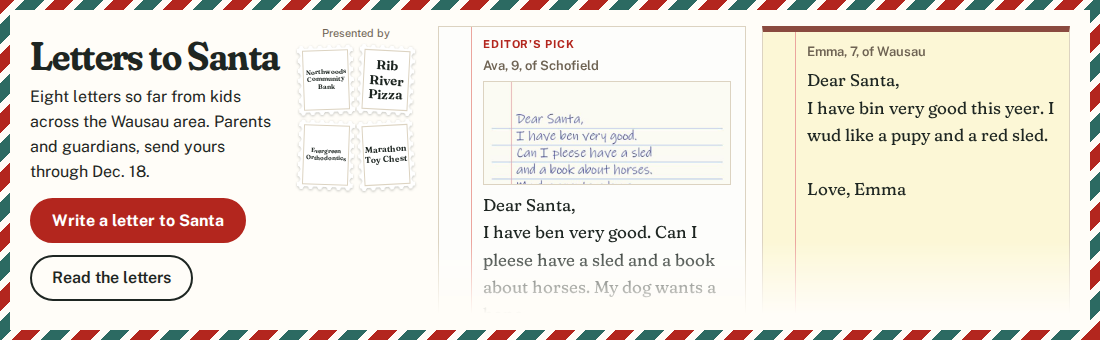 Letters to Santa
Eight letters so far from kids
across the Wausau area. Parents
and guardians, send yours
through Dec. 18.
Write a letter to Santa
Read the letters
Presented by
Northwoods
Community
Bank
Rib
River
Pizza
Evergreen
Orthodontics
Marathon
Toy Chest
EDITOR'S PICK
Ava, 9, of Schofield
Dear Santa,
I have ben very good.
Can I pleese have a sled
and a book about horses.
Dear Santa,
I have ben very good. Can I
pleese have a sled and a book
about horses. My dog wants a
Emma, 7, of Wausau
Dear Santa,
I have bin very good this yeer. I
wud like a pupy and a red sled.
Love, Emma